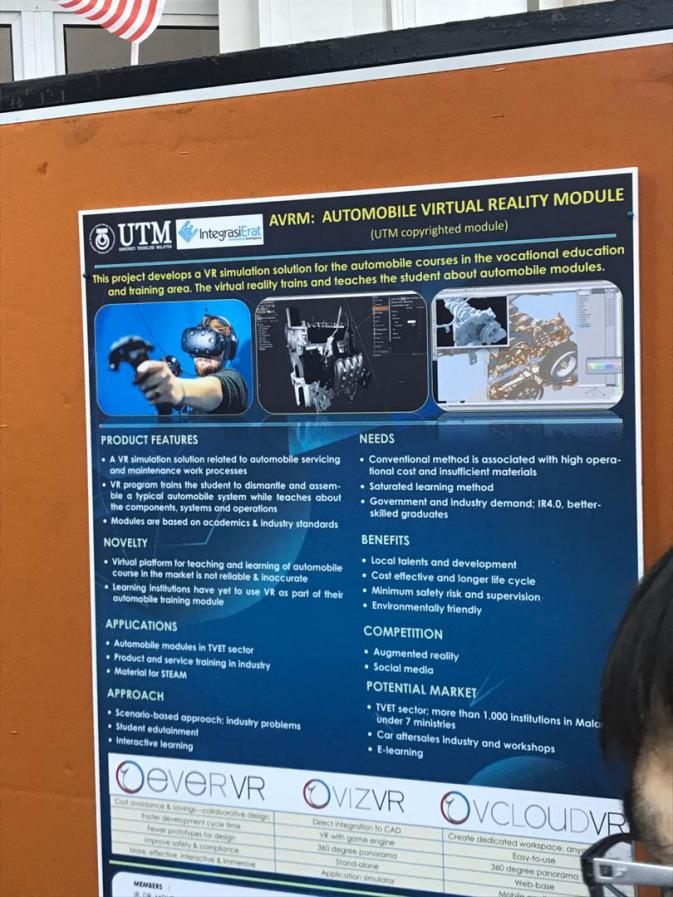 UTM
UNIVERSITI TEKNOLOGI MALAYSIA
IntegrasiErat
AVRM: AUTOMOBILE VIRTUAL REALITY MODULE
(UTM copyrighted module)
This project develops a VR simulation solution for the automobile courses in the vocational education
and training area. The virtual reality trains and teaches the student about automobile modules.
PRODUCT FEATURES
• A VR simulation solution related to automobile servicing
and maintenance work processes
• VR program trains the student to dismantle and assem-
ble a typical automobile system while teaches about
the components, systems and operations
• Modules are based on academics & industry standards
NOVELTY
• Virtual platform for teaching and learning of automobile
course in the market is not reliable & inaccurate
• Learning institutions have yet to use VR as part of their
automobile training module
APPLICATIONS
• Automobile modules in TVET sector
• Product and service training in industry
• Material for STEAM
APPROACH
• Scenario-based approach; industry problems
• Student edutainment
• Interactive learning
NEEDS
• Conventional method is associated with high opera-
tional cost and insufficient materials
• Saturated learning method
• Government and industry demand; IR4.0, better-
skilled graduates
BENEFITS
• Local talents and development
• Cost effective and longer life cycle
• Minimum safety risk and supervision
• Environmentally friendly
COMPETITION
• Augmented reality
• Social media
POTENTIAL MARKET
• TVET sector; more than 1,000 institutions in
under 7 ministries
• Car aftersales industry and workshops
• E-learning
EVERVR
Cost avoidance & savings—collaborative design
Faster development cycle time
Fewer prototypes for design
Improve safety & compliance
More, effective, interactive & immersive
VIZVR
Direct integration to CAD
VR with game engine
360 degree panorama
Stand-alone
Application simulator
VCLOUDVR
Create dedicated workspace,
Easy-to-use
360 degree panorama
Web-base
MEMBERS :